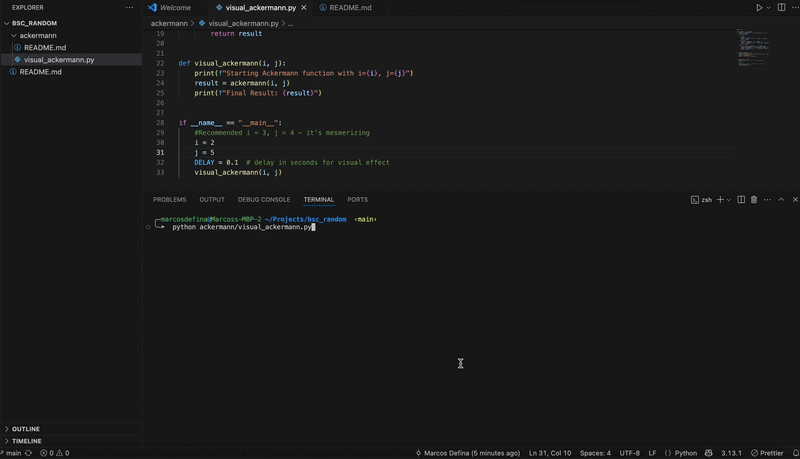 EXPLORER ···
BSC_RANDOM
ackermann
README.md
visual_ackermann.py
README.md
OUTLINE
TIMELINE
Welcome visual_ackermann.py README.md
ackermann > visual_ackermann.py > ...
19 return result
20
21
22 def visual_ackermann(i, j):
23 print(f"Starting Ackermann function with i={i}, j={j}")
24 result = ackermann(i, j)
25 print(f"Final Result: {result}")
26
27
28 if __name__ == "__main__":
29 #Recommended i = 3, j = 4 - it's mesmerizing
30 i = 2
31 j = 5
32 DELAY = 0.1 # delay in seconds for visual effect
33 visual_ackermann(i, j)
PROBLEMS OUTPUT DEBUG CONSOLE TERMINAL PORTS zsh
marcosdefina@Marcoss-MBP-2 ~/Projects/bsc_random ‹main›
python ackermann/visual_ackermann.py
main 0 0 Marcos Defina (5 minutes ago) Ln 31, Col 10 Spaces: 4 UTF-8 LF {} Python 3.13.1 Prettier